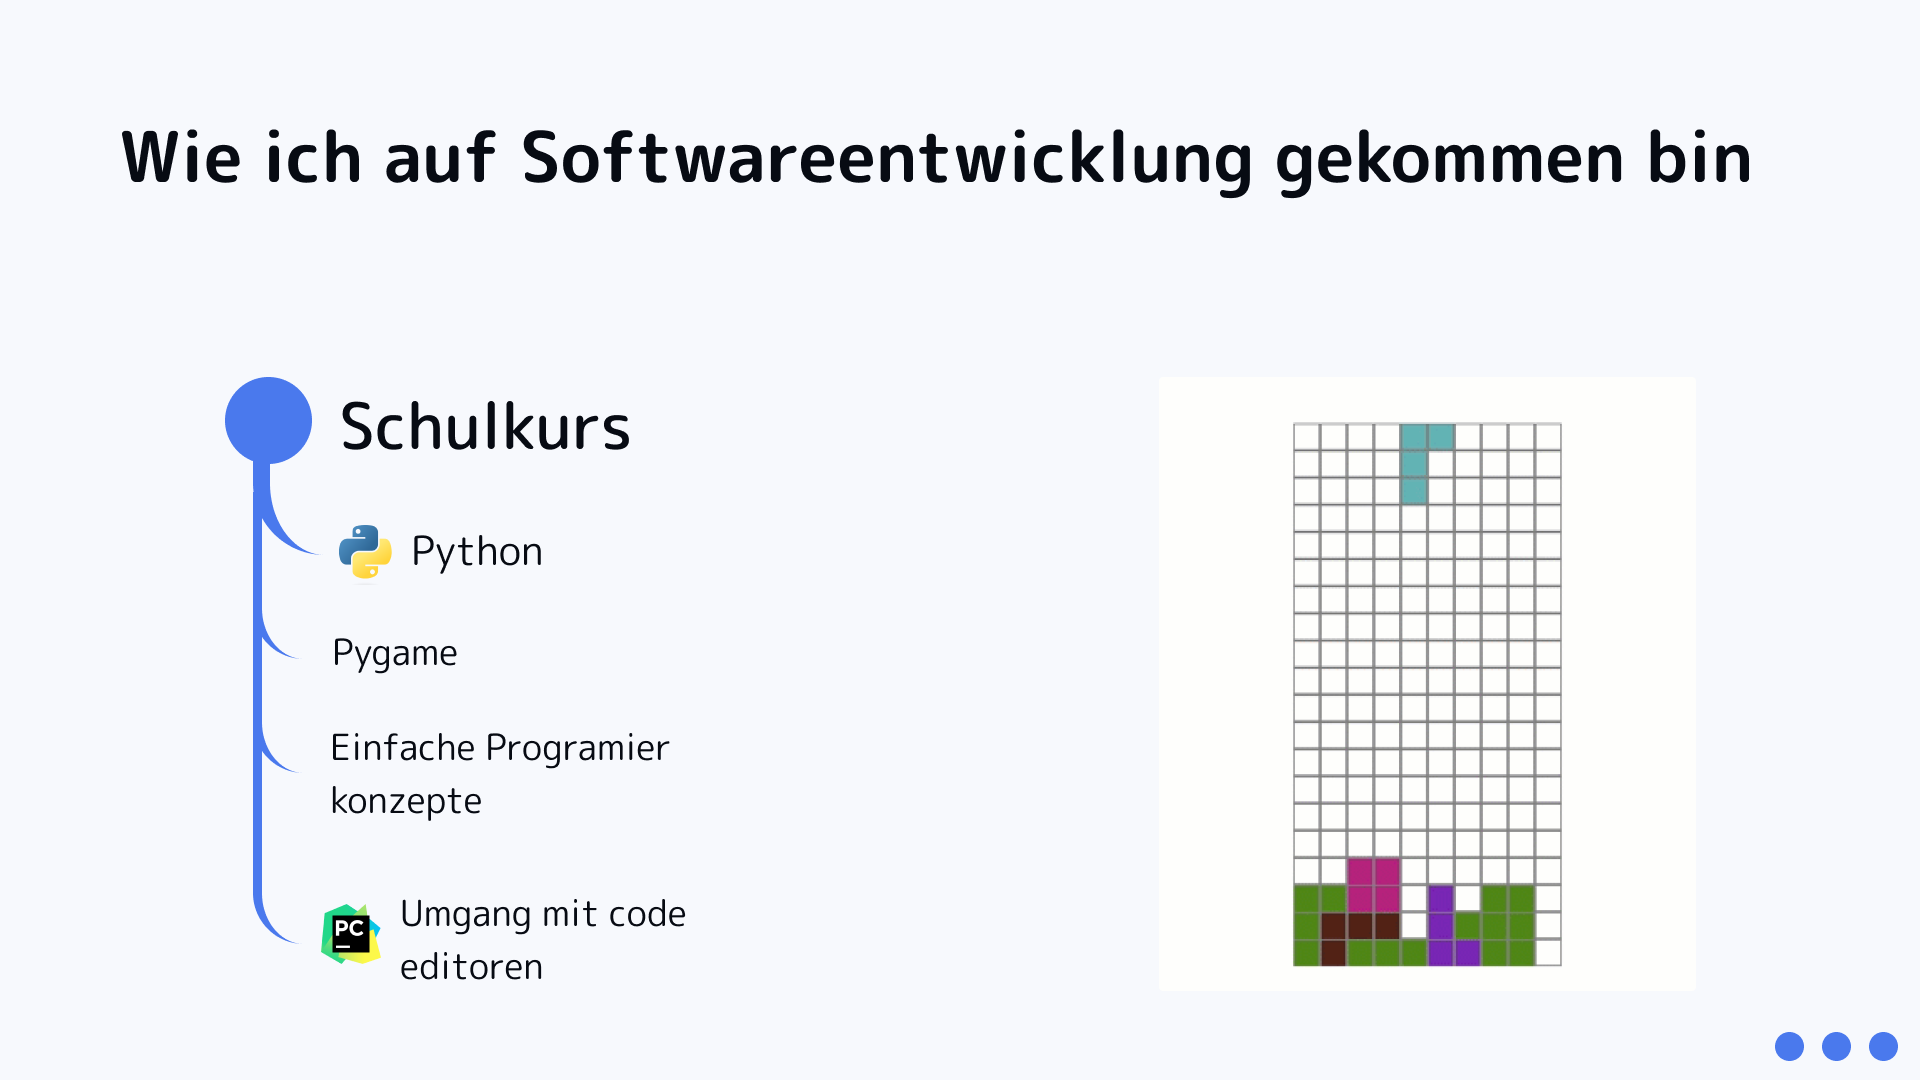 Wie ich auf Softwareentwicklung gekommen bin
Schulkurs
Python
Pygame
Einfache Programier
konzepte
PC
Umgang mit code
editoren